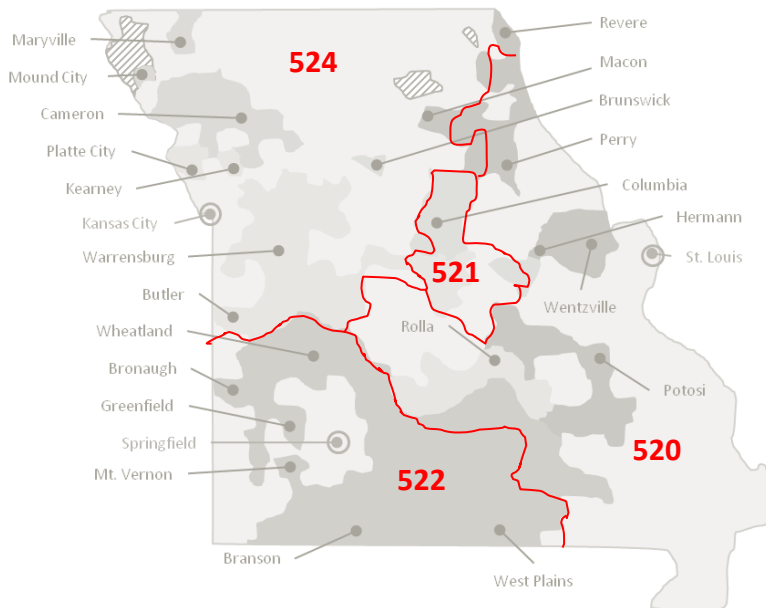 Revere
Maryville
524
Macon
Mound City
Brunswick
Cameron
Perry
Platte City
Columbia
Kearney
Hermann
Kansas City
St. Louis
Warrensburg
521
Butler
Wentzville
Wheatland
Rolla
Bronaugh
Potosi
Greenfield
Springfield
520
Mt. Vernon
522
Branson
West Plains